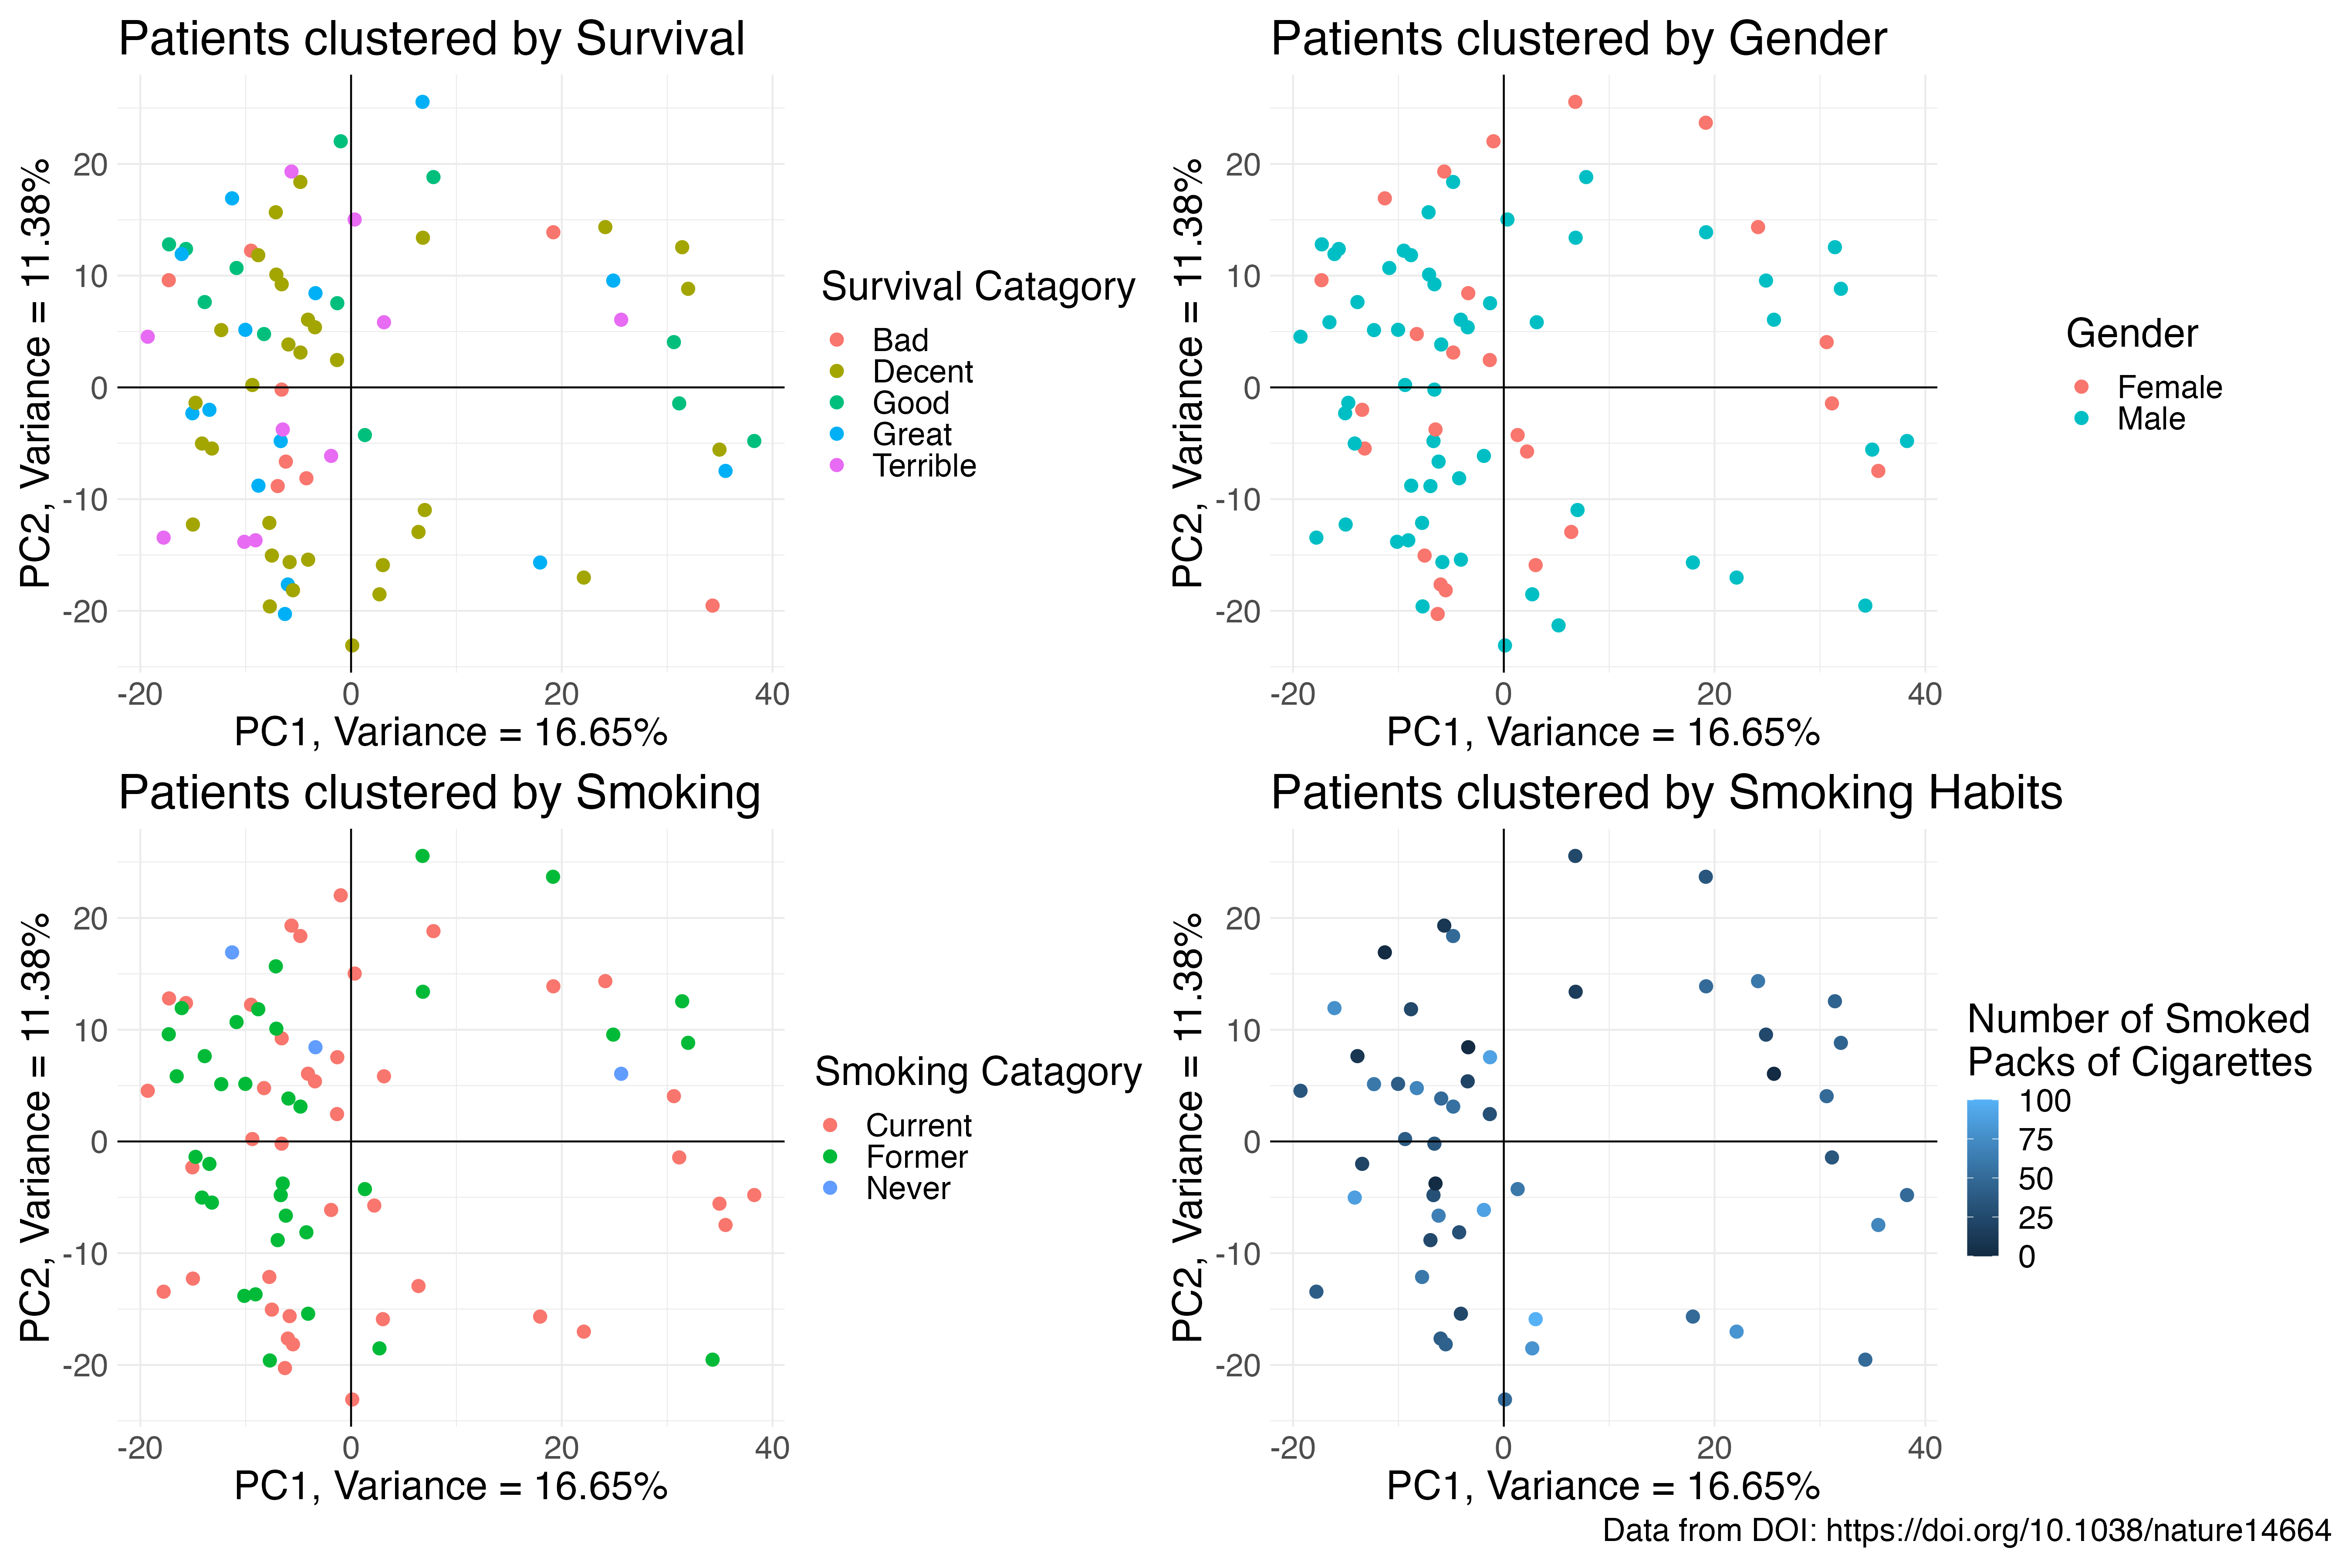 Patients clustered by Survival
PC2, Variance = 11.38%
20
10
0
-10
-20
-20 0 20 40
PC1, Variance = 16.65%
Survival Catagory
Bad
Decent
Good
Great
Terrible
Patients clustered by Gender
PC2, Variance = 11.38%
20
10
0
-10
-20
-20 0 20 40
PC1, Variance = 16.65%
Gender
Female
Male
Patients clustered by Smoking
PC2, Variance = 11.38%
20
10
0
-10
-20
-20 0 20 40
PC1, Variance = 16.65%
Smoking Catagory
Current
Former
Never
Patients clustered by Smoking Habits
PC2, Variance = 11.38%
20
10
0
-10
-20
-20 0 20 40
PC1, Variance = 16.65%
Number of Smoked
Packs of Cigarettes
100
75
50
25
0
Data from DOI: https://doi.org/10.1038/nature14664